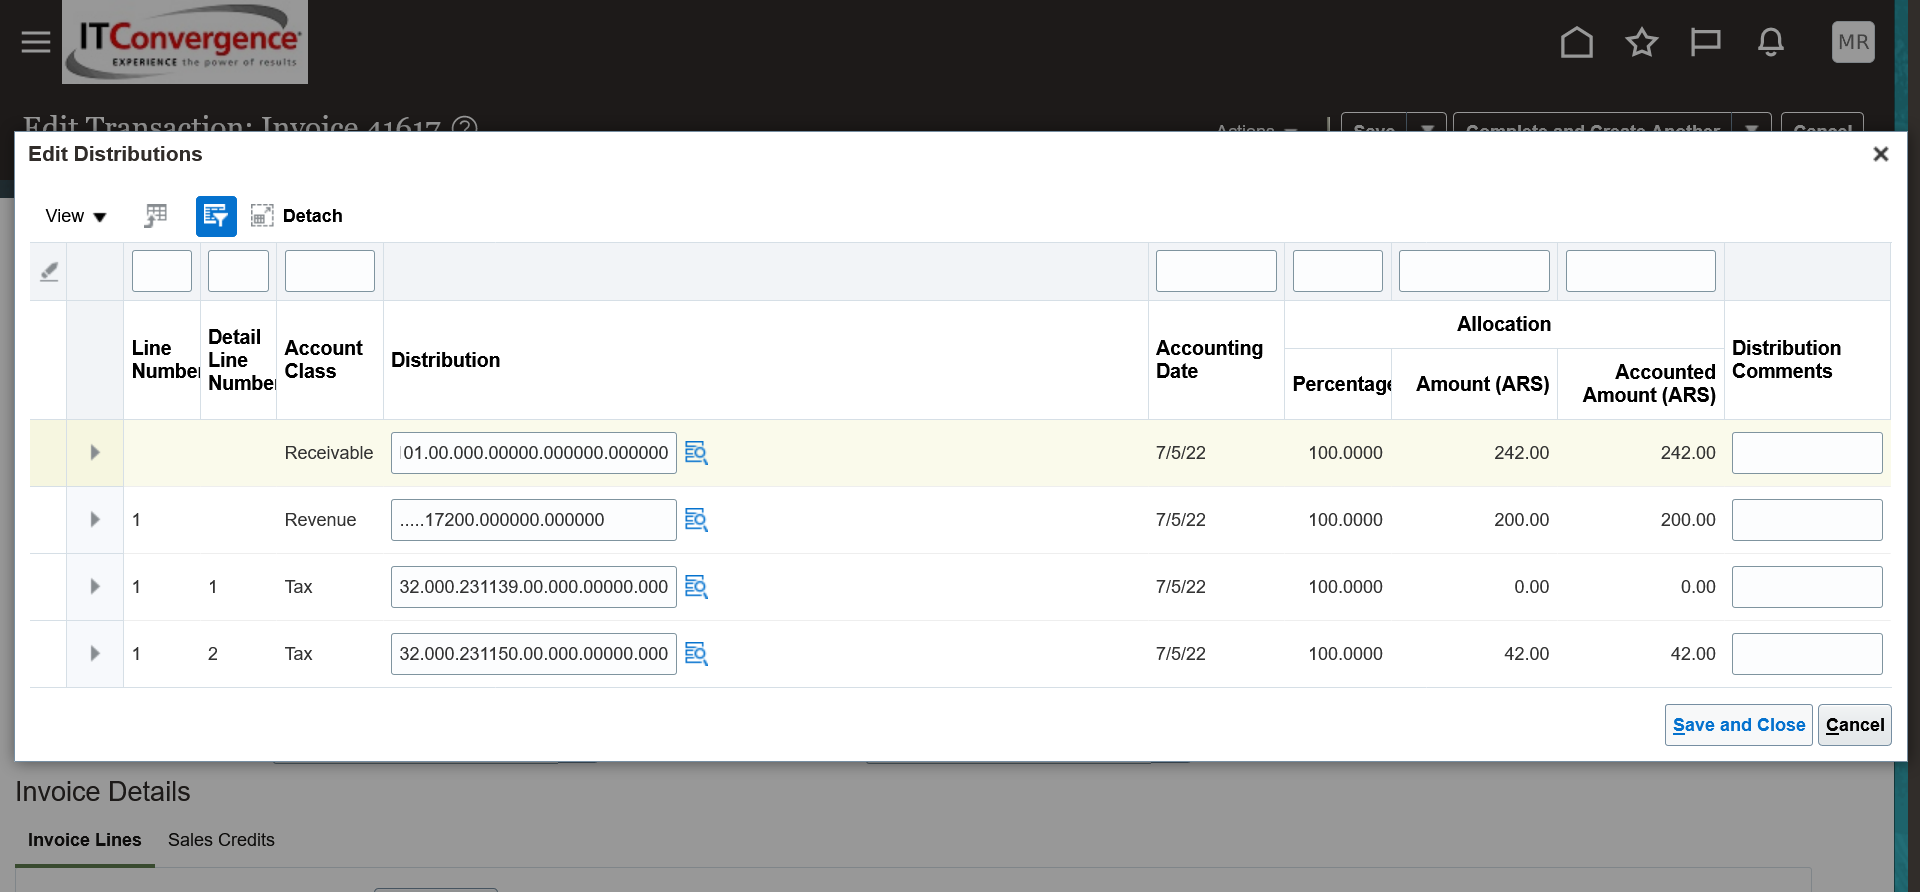 ITConvergence
EXPERIENCE the power of results
MR
Edit Transaction: Invoice 41617
Actions Save Complete and Create Another Cancel
Edit Distributions
View Detach
Line Number
Detail Line Number
Account Class
Distribution
Accounting Date
Allocation
Percentage
Amount (ARS)
Accounted Amount (ARS)
Distribution Comments
Receivable 01.00.000.00000.000000.000000 7/5/22 100.0000 242.00 242.00
1 Revenue .....17200.000000.000000 7/5/22 100.0000 200.00 200.00
1 1 Tax 32.000.231139.00.000.00000.000 7/5/22 100.0000 0.00 0.00
1 2 Tax 32.000.231150.00.000.00000.000 7/5/22 100.0000 42.00 42.00
Save and Close Cancel
Invoice Details
Invoice Lines Sales Credits